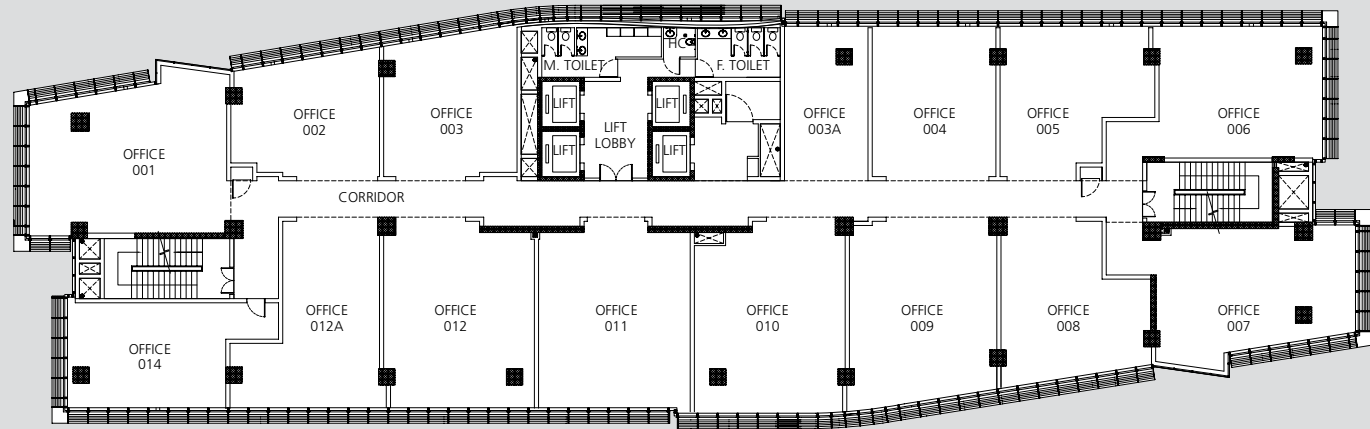 HC
M. TOILET
F. TOILET
LIFT
LIFT
LIFT
LOBBY
LIFT
LIFT
OFFICE
001
OFFICE
002
OFFICE
003
OFFICE
003A
OFFICE
004
OFFICE
005
OFFICE
006
CORRIDOR
OFFICE
014
OFFICE
012A
OFFICE
012
OFFICE
011
OFFICE
010
OFFICE
009
OFFICE
008
OFFICE
007